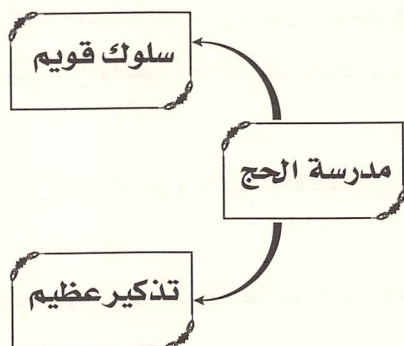 سلوك قويم
مدرسة الحج
تذكير عظيم